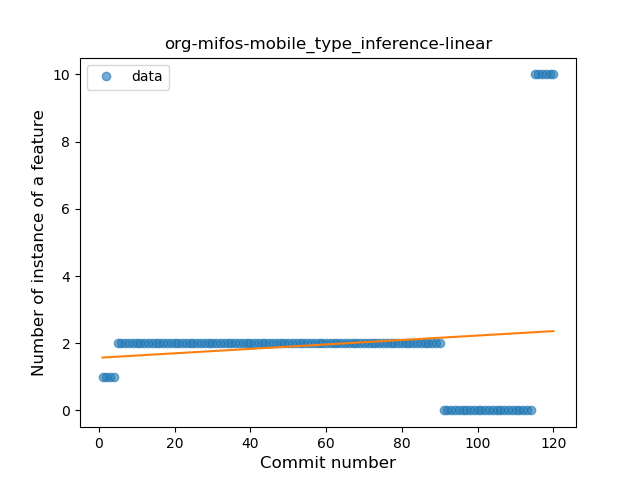 org-mifos-mobile_type_inference-linear
data
Number of instance of a feature
10
8
6
4
2
0
0 20 40 60 80 100 120
Commit number